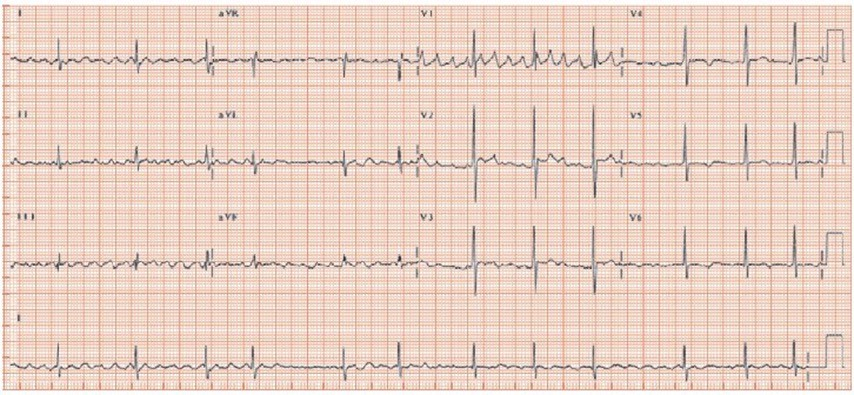 I aVR V1 V4
II aVL V2 V5
III aVF V3 V6
II